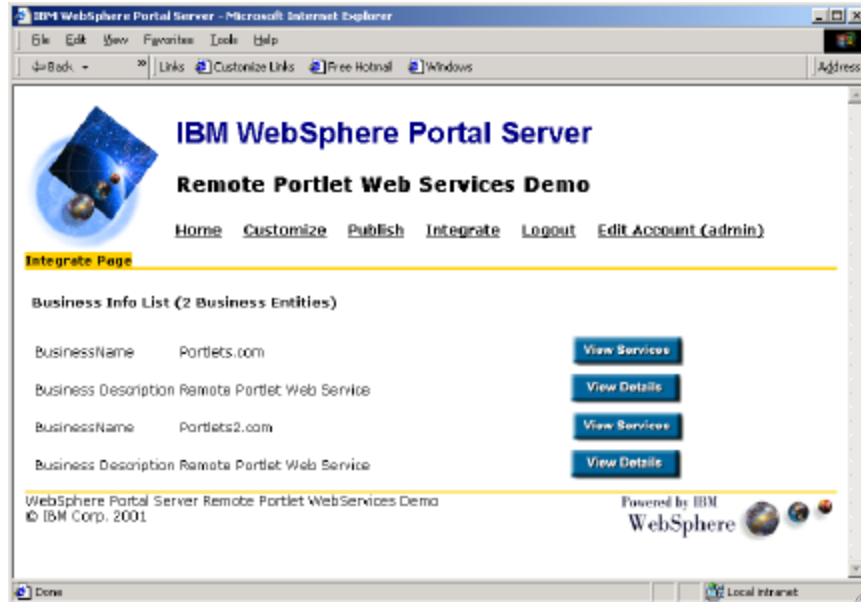 IBM WebSphere Portal Server - Microsoft Internet Explorer
File Edit View Favorites Tools Help
Back » Links Customize Links Free Hotmail Windows Address
IBM WebSphere Portal Server
Remote Portlet Web Services Demo
Home Customize Publish Integrate Logout Edit Account (admin)
Integrate Page
Business Info List (2 Business Entities)
BusinessName Portlets.com View Services
Business Description Remote Portlet Web Service View Details
BusinessName Portlets2.com View Services
Business Description Remote Portlet Web Service View Details
WebSphere Portal Server Remote Portlet WebServices Demo
© IBM Corp. 2001
Powered by IBM
WebSphere
Done Local intranet